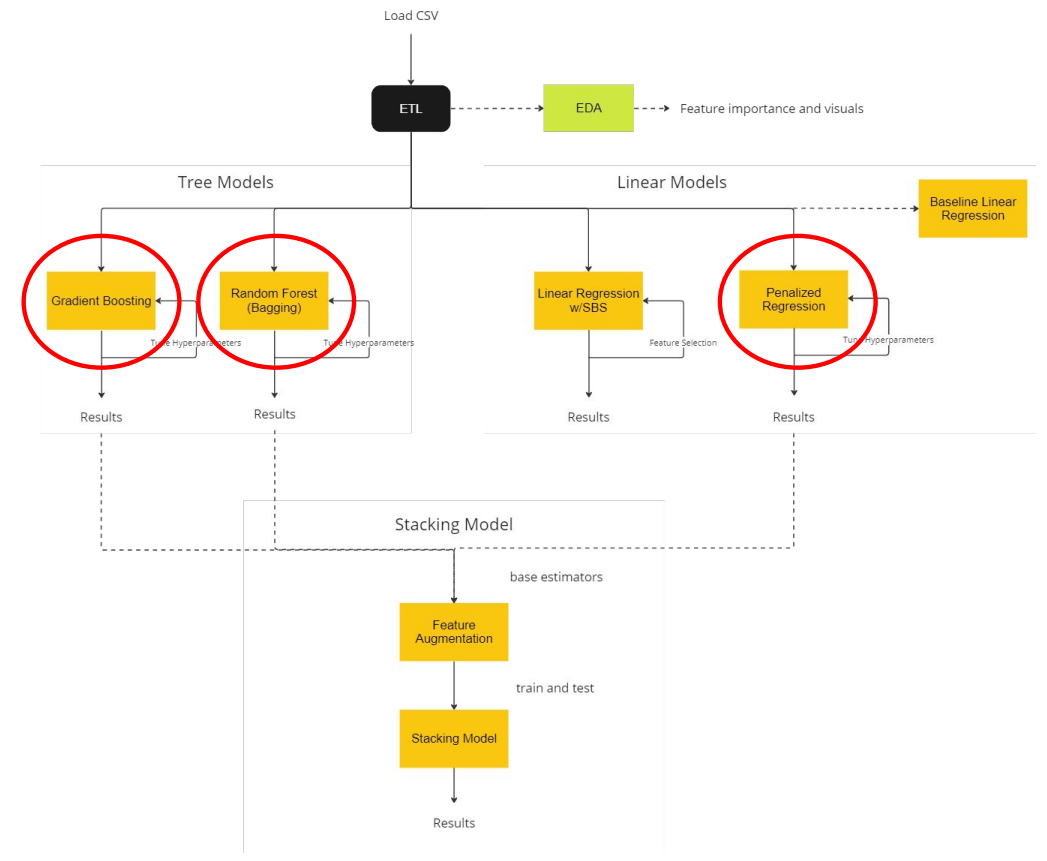 Load CSV
ETL
EDA
Feature importance and visuals
Tree Models
Linear Models
Baseline Linear
Regression
Gradient Boosting
Random Forest
(Bagging)
Linear Regression
w/SBS
Penalized
Regression
Tune Hyperparameters
Tune Hyperparameters
Feature Selection
Tune Hyperparameters
Results
Results
Results
Results
Stacking Model
base estimators
Feature
Augmentation
train and test
Stacking Model
Results